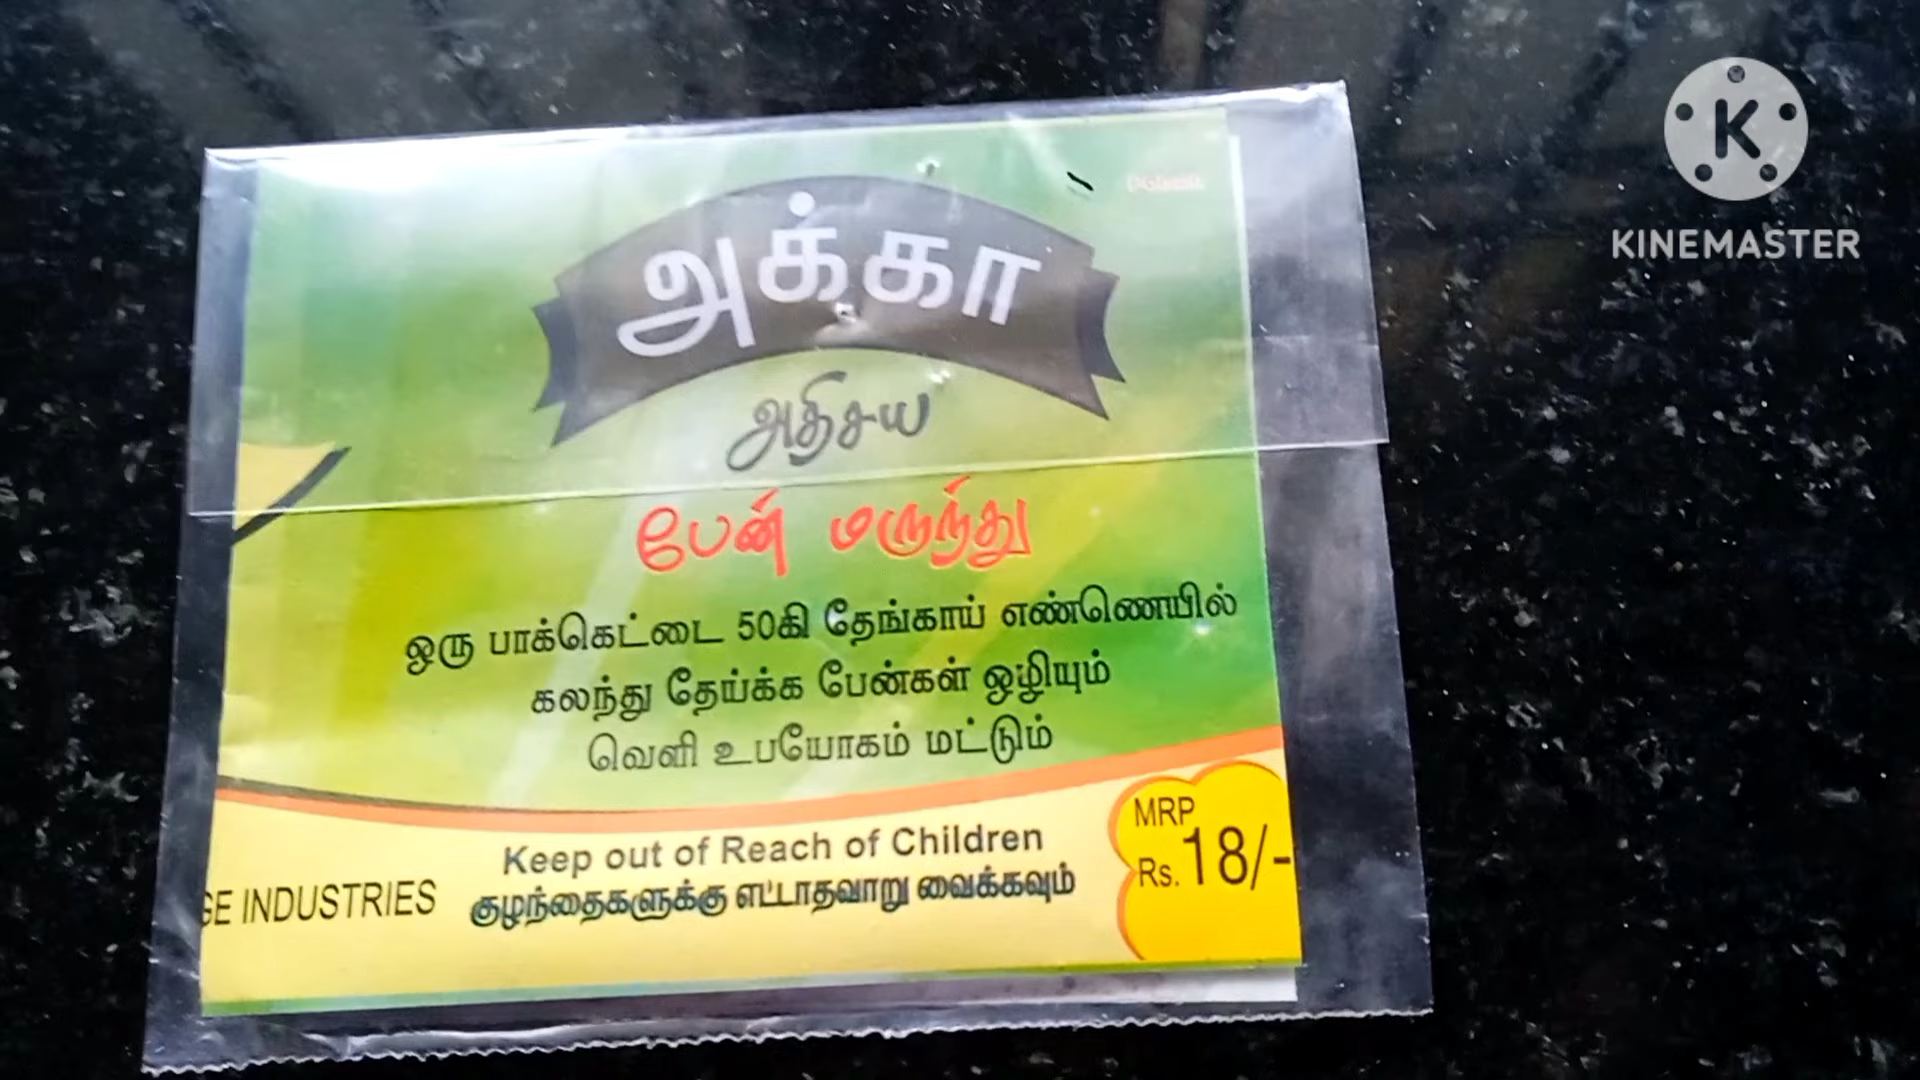 அக்கா
அதிசய
பேன் மருந்து
ஒரு பாக்கெட்டை 50கி தேங்காய் எண்ணெயில்
கலந்து தேய்க்க பேன்கள் ஒழியும்
வெளி உபயோகம் மட்டும்
Keep out of Reach of Children
குழந்தைகளுக்கு எட்டாதவாறு வைக்கவும்
GE INDUSTRIES
MRP
Rs. 18/-
K
KINEMASTER